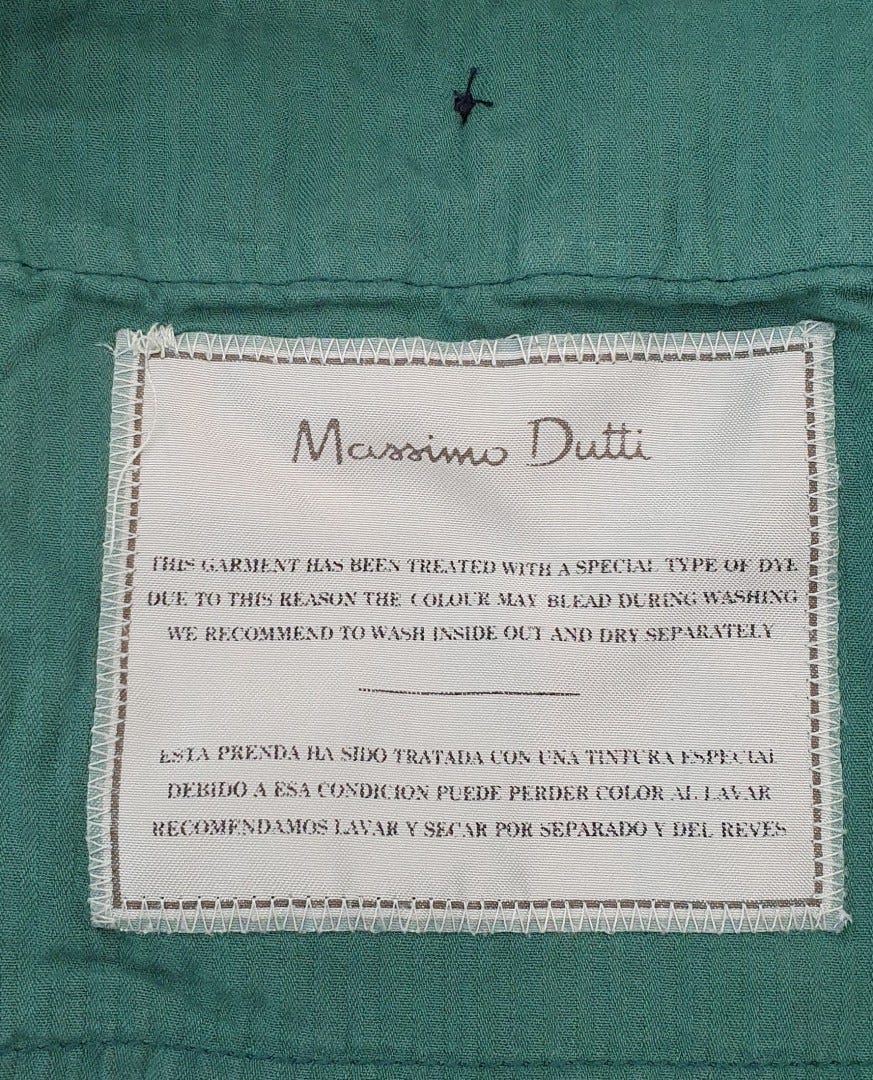 Massimo Dutti
THIS GARMENT HAS BEEN TREATED WITH A SPECIAL TYPE OF DYE
DUE TO THIS REASON THE COLOUR MAY BLEAD DURING WASHING
WE RECOMMEND TO WASH INSIDE OUT AND DRY SEPARATELY
ESTA PRENDA HA SIDO TRATADA CON UNA TINTURA ESPECIAL
DEBIDO A ESA CONDICION PUEDE PERDER COLOR AL LAVAR
RECOMENDAMOS LAVAR Y SECAR POR SEPARADO Y DEL REVES